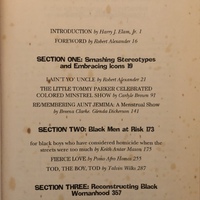 INTRODUCTION by Harry J. Elam, Jr. 1
FOREWORD by Robert Alexander 16
SECTION ONE: Smashing Stereotypes
and Embracing Icons 19
I AIN'T YO' UNCLE by Robert Alexander 21
THE LITTLE TOMMY PARKER CELEBRATED
COLORED MINSTREL SHOW by Carlyle Brown 91
RE/MEMBERING AUNT JEMIMA: A Menstrual Show
by Breena Clarke, Glenda Dickerson 141
SECTION TWO: Black Men at Risk 173
for black boys who have considered homicide when the
streets were too much by Keith Antar Mason 175
FIERCE LOVE by Pomo Afro Homos 255
TOD, THE BOY, TOD by Talvin Wilks 287
SECTION THREE: Reconstructing Black
Womanhood 357